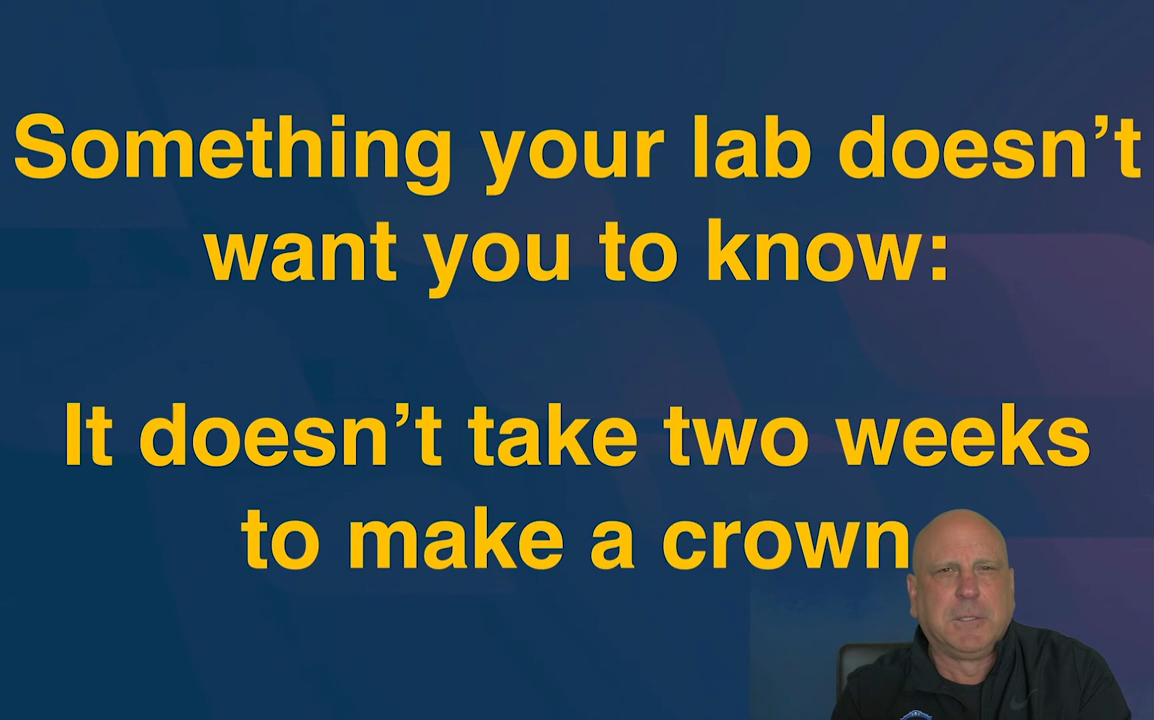 Something your lab doesn’t
want you to know:
It doesn’t take two weeks
to make a crown